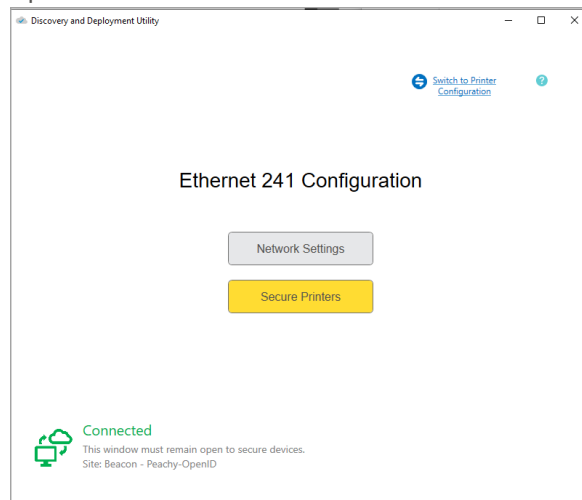 Discovery and Deployment Utility
Switch to Printer
Configuration
?
Ethernet 241 Configuration
Network Settings
Secure Printers
Connected
This window must remain open to secure devices.
Site: Beacon - Peachy-OpenID